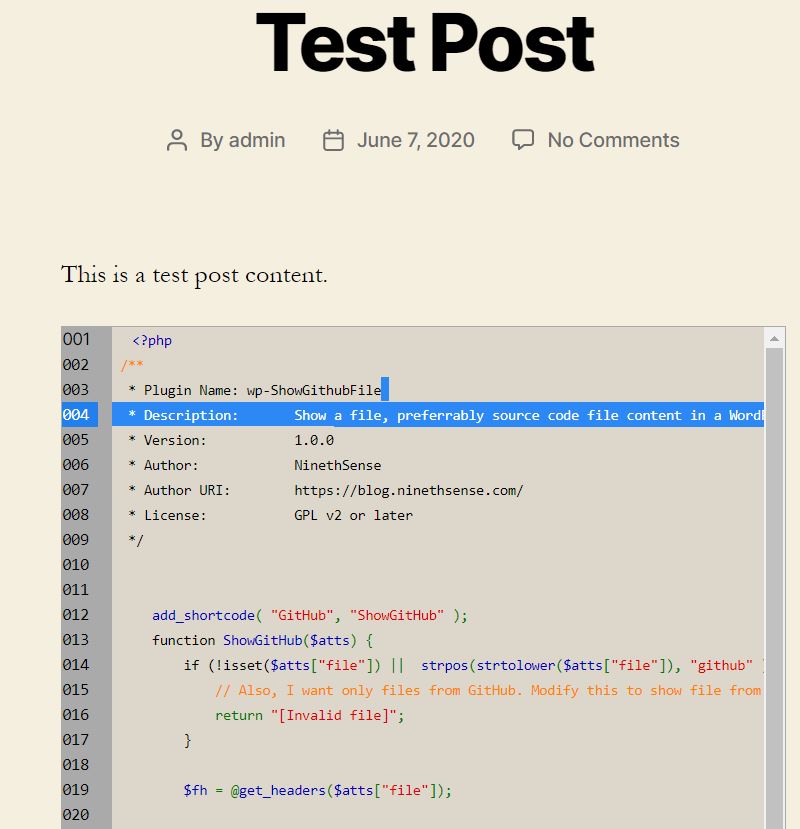 Test Post
By admin June 7, 2020 No Comments
This is a test post content.
001 <?php
002 /**
003 * Plugin Name: wp-ShowGithubFile
004 * Description: Show a file, preferrably source code file content in a Word
005 * Version: 1.0.0
006 * Author: NinethSense
007 * Author URI: https://blog.ninethsense.com/
008 * License: GPL v2 or later
009 */
010
011
012 add_shortcode( "GitHub", "ShowGitHub" );
013 function ShowGitHub($atts) {
014 if (!isset($atts["file"]) || strpos(strtolower($atts["file"]), "github" )
015 // Also, I want only files from GitHub. Modify this to show file from
016 return "[Invalid file]";
017 }
018
019 $fh = @get_headers($atts["file"]);
020